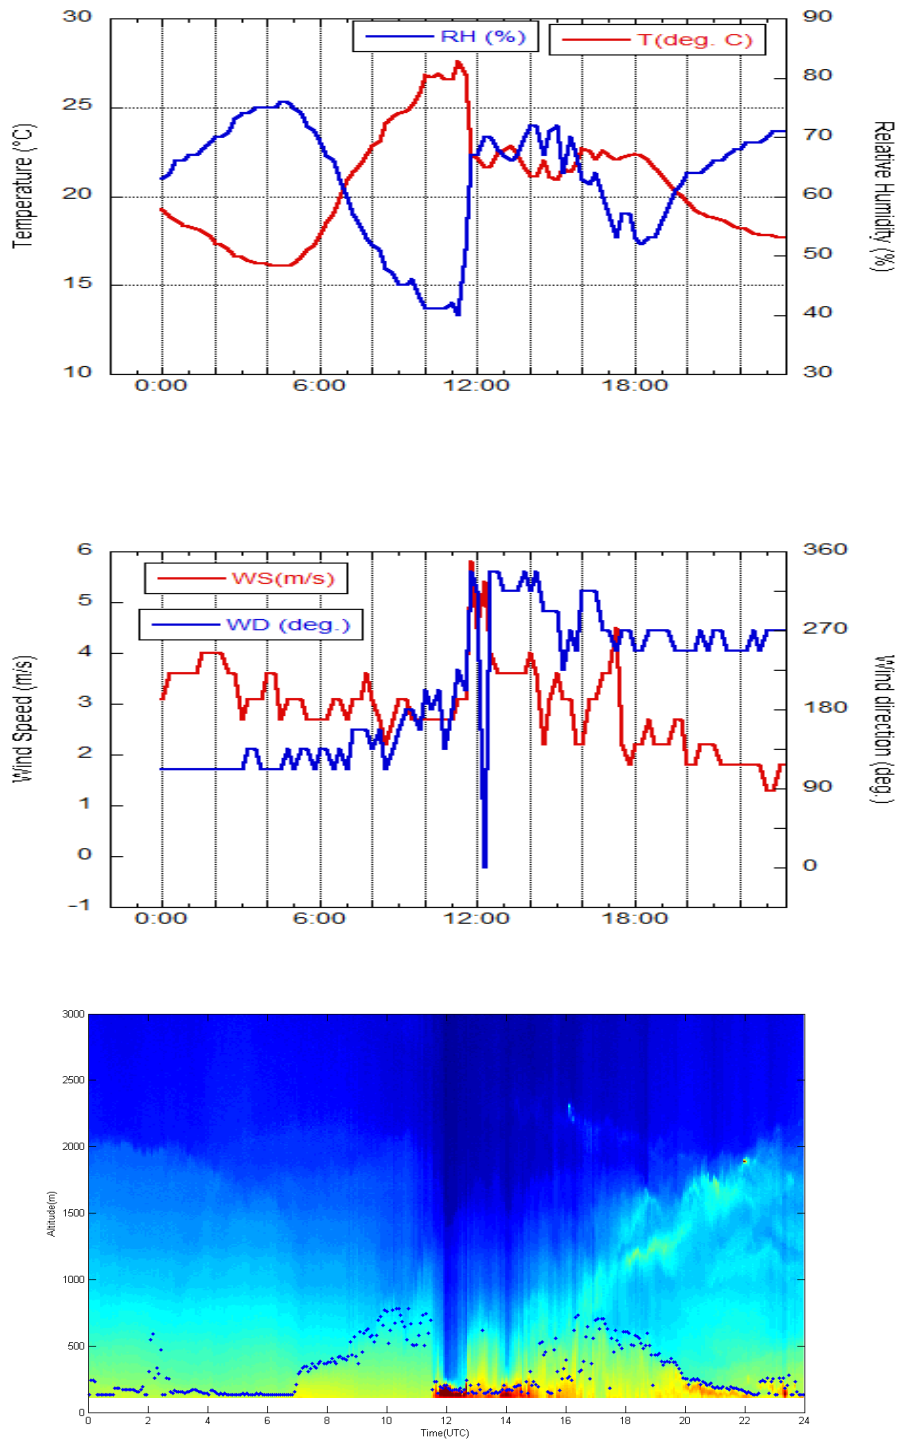 30
25
20
15
10
Temperature (°C)
RH (%)
T(deg. C)
90
80
70
60
50
40
30
Relative Humidity (%)
0:00 6:00 12:00 18:00
6
5
4
3
2
1
0
-1
Wind Speed (m/s)
WS(m/s)
WD (deg.)
360
270
180
90
0
Wind direction (deg.)
0:00 6:00 12:00 18:00
3000
2500
2000
1500
1000
500
0
Altitude(m)
0 2 4 6 8 10 12 14 16 18 20 22 24
Time(UTC)